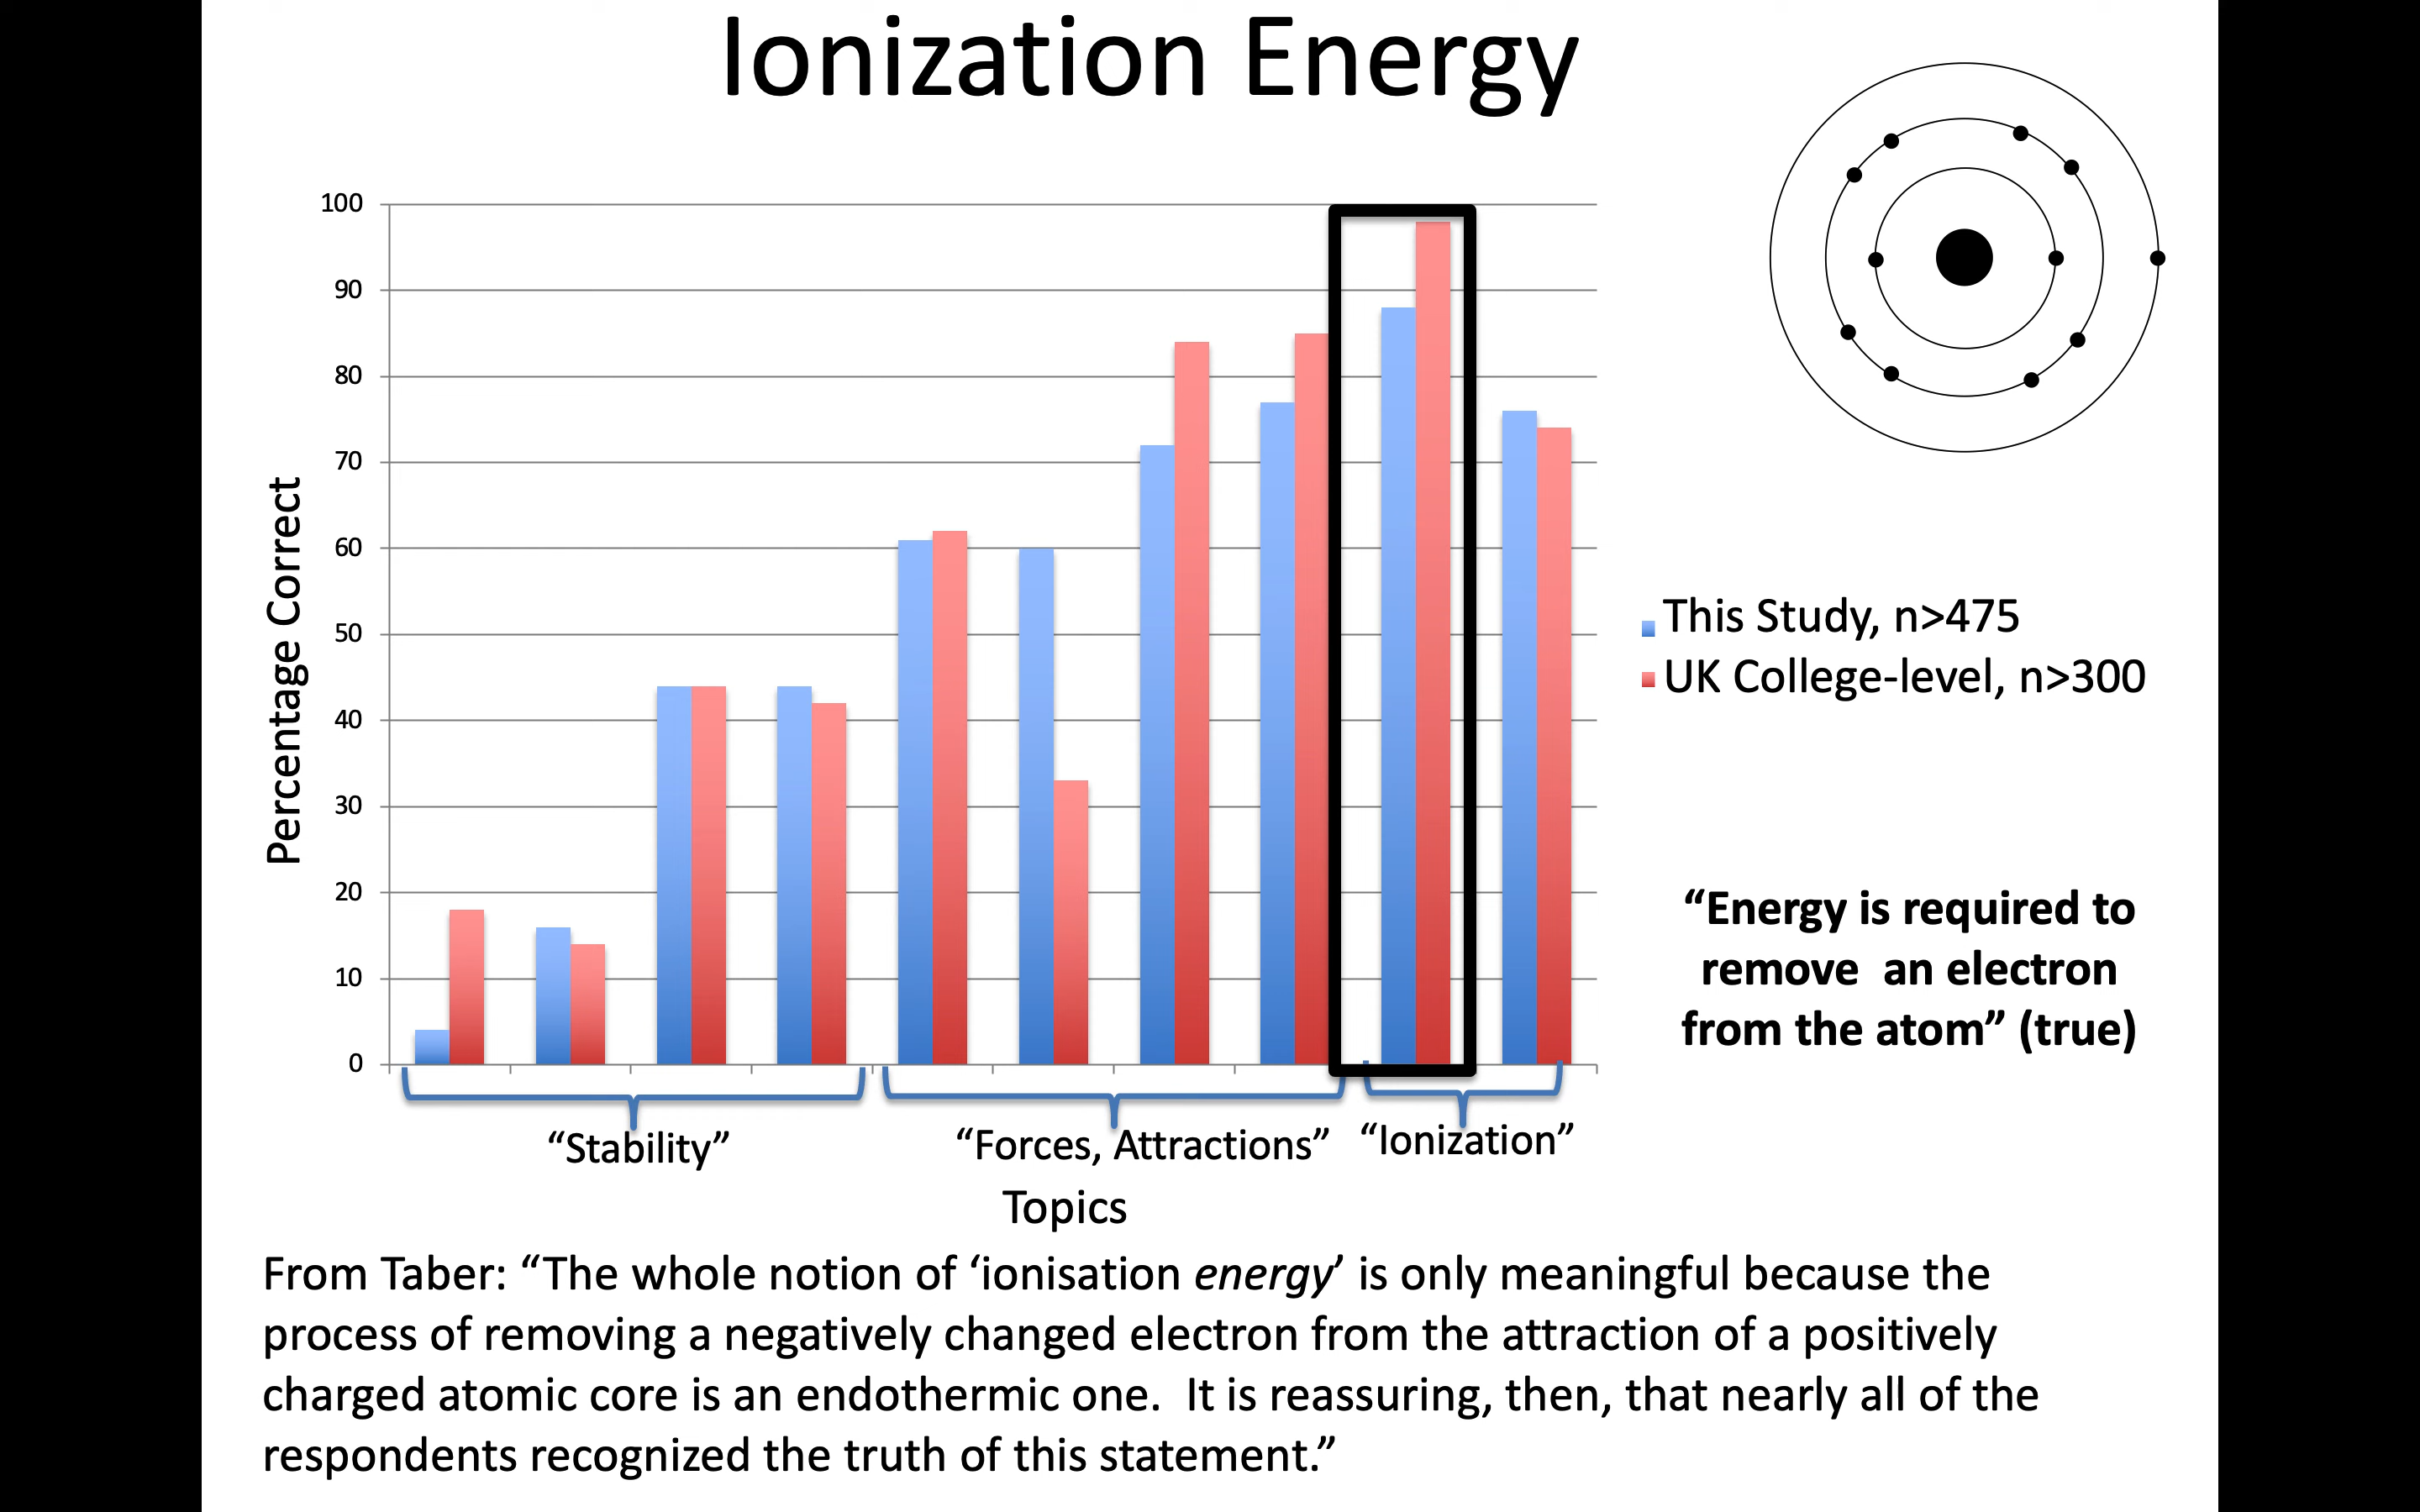 Ionization Energy
100
90
80
70
60
50
40
30
20
10
0
Percentage Correct
“Stability”
“Forces, Attractions”
“Ionization”
Topics
This Study, n>475
UK College-level, n>300
“Energy is required to
remove an electron
from the atom” (true)
From Taber: “The whole notion of ‘ionisation energy’ is only meaningful because the
process of removing a negatively changed electron from the attraction of a positively
charged atomic core is an endothermic one. It is reassuring, then, that nearly all of the
respondents recognized the truth of this statement.”